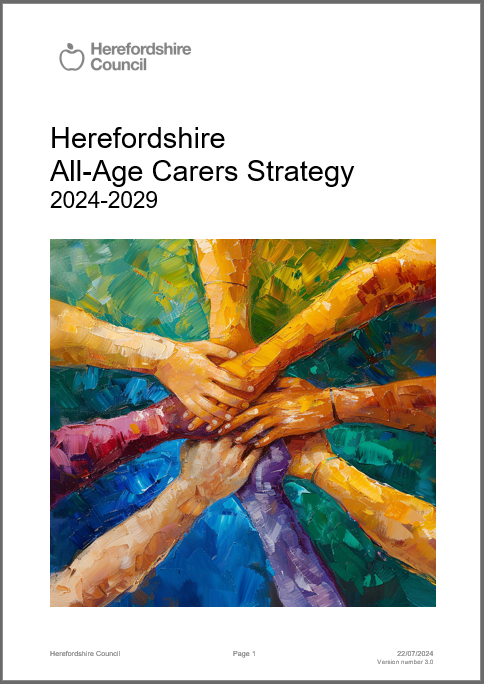 Herefordshire
Council
Herefordshire
All-Age Carers Strategy
2024-2029
Herefordshire Council Page 1 22/07/2024
Version number 3.0